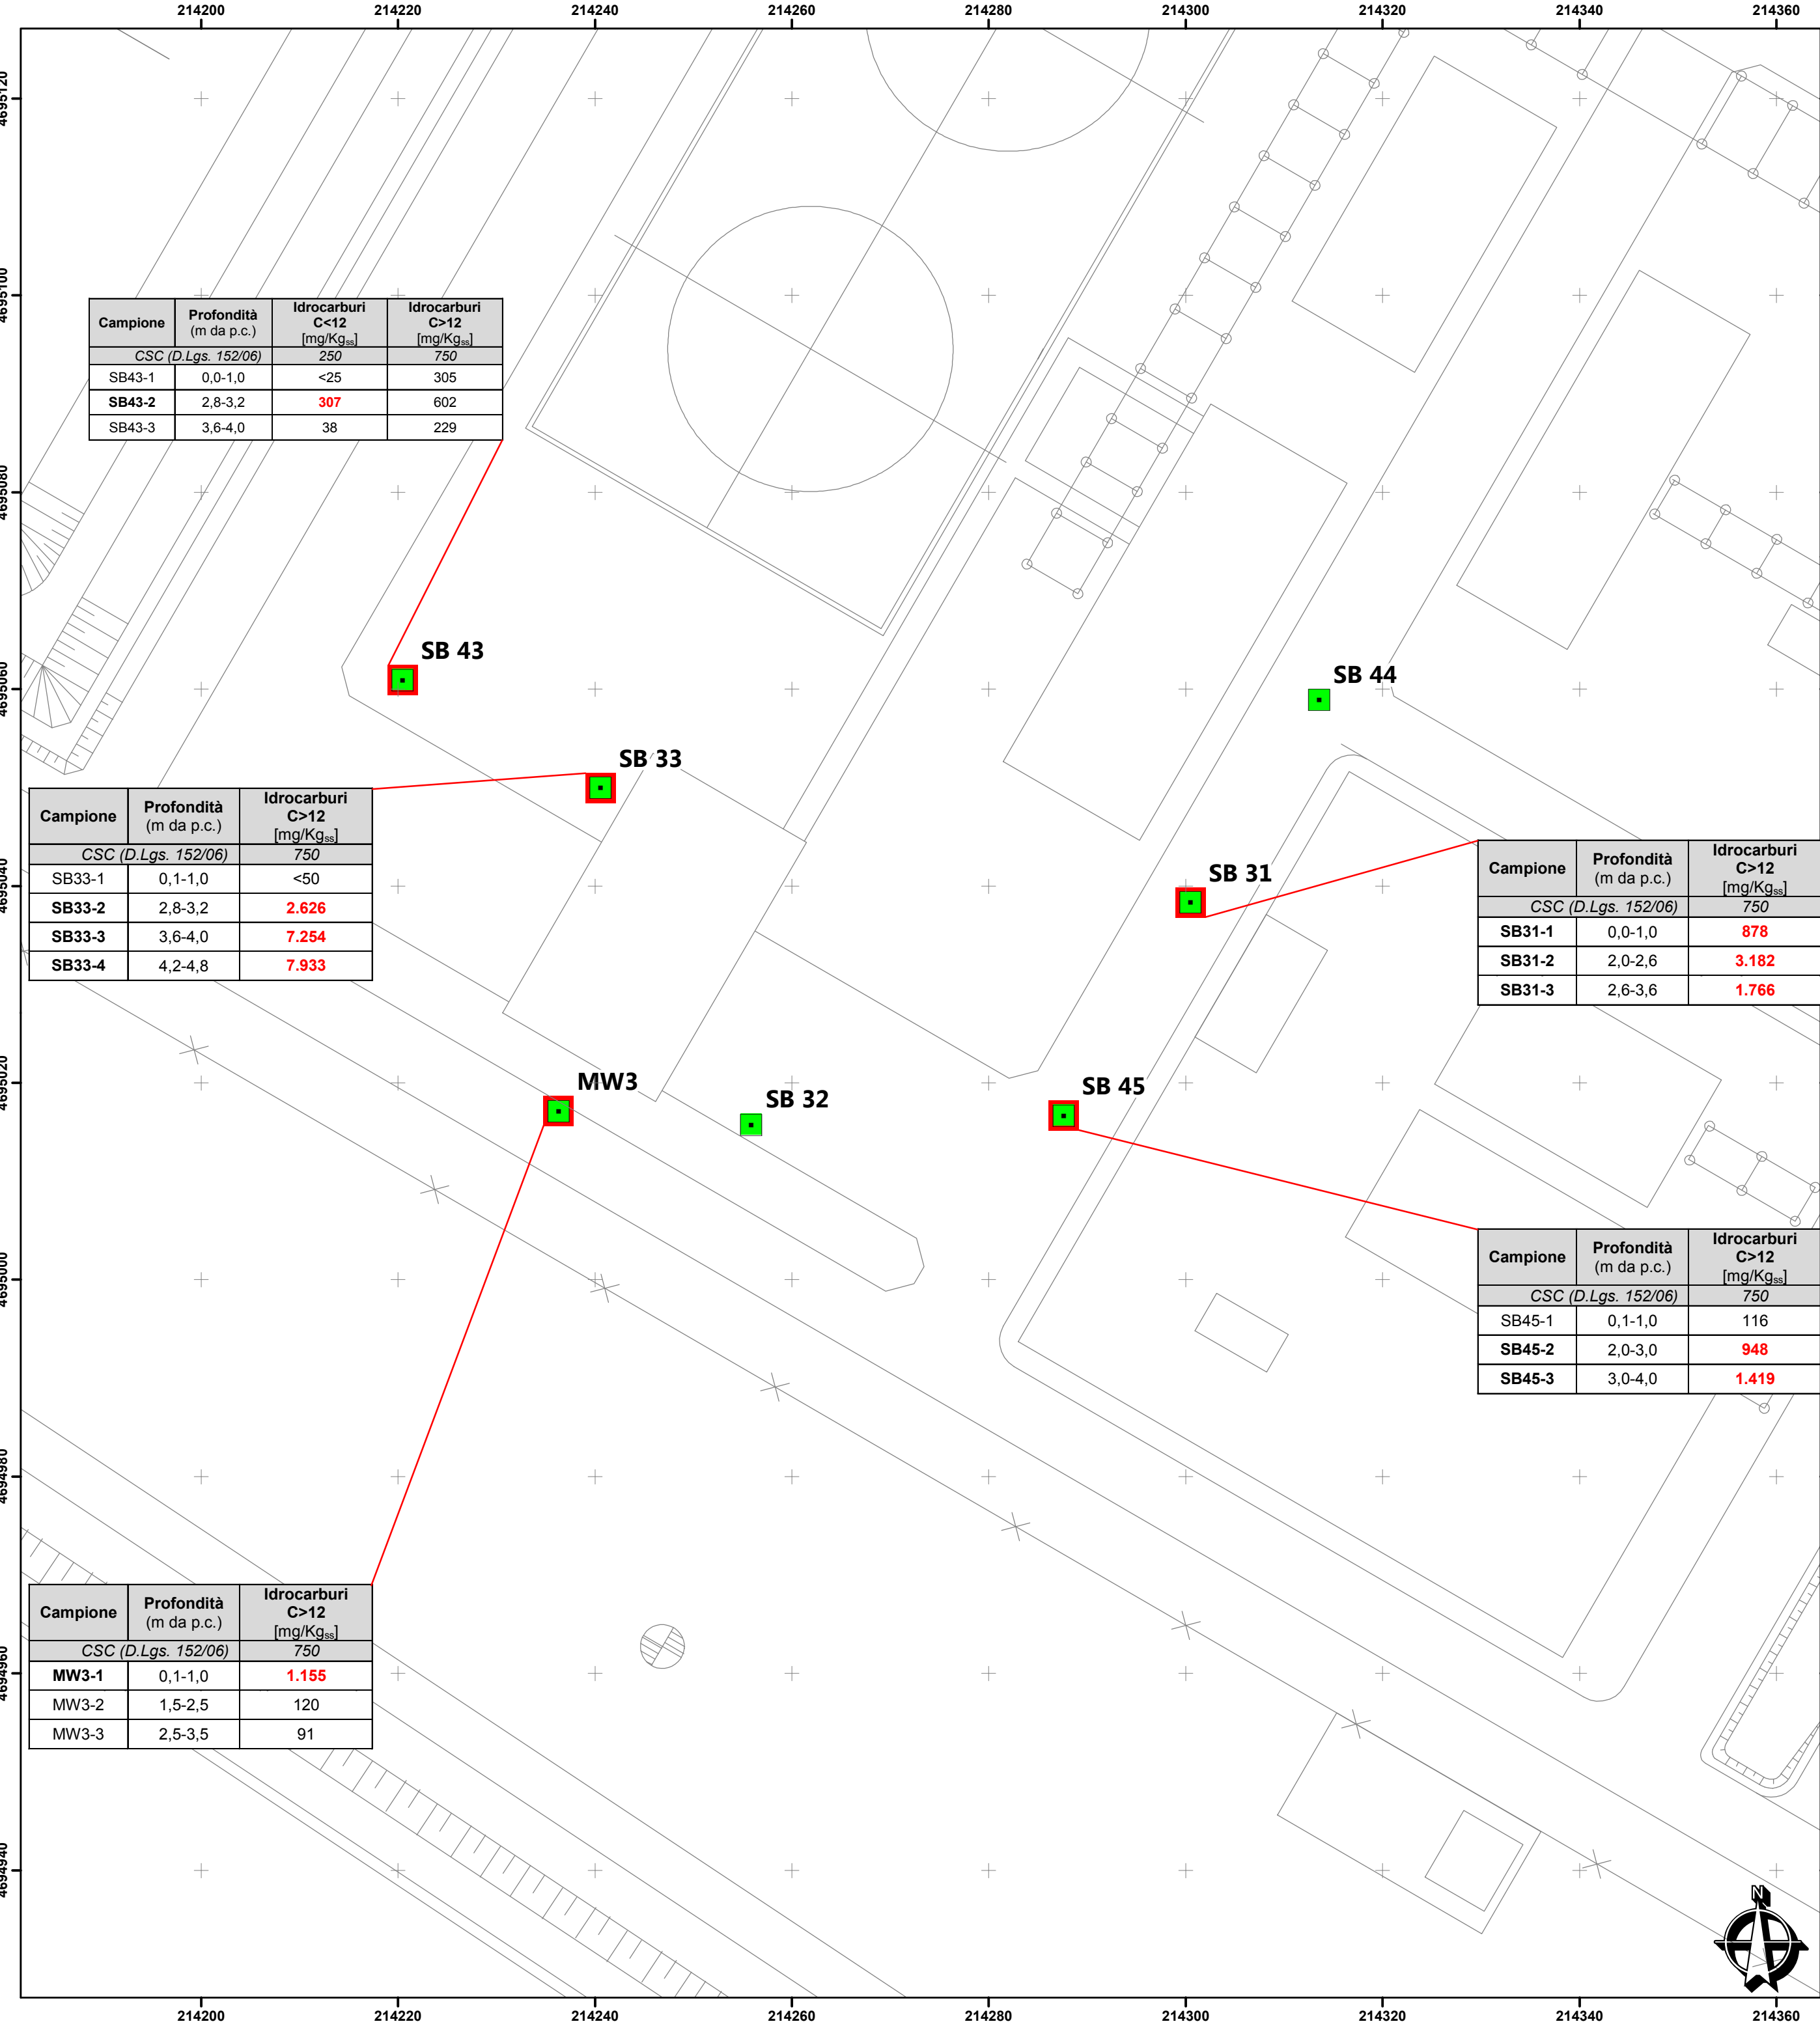 214200 214220 214240 214260 214280 214300 214320 214340 214360
4695120
4695100
4695080
4695060
4695040
4695020
4695000
4694980
4694960
4694940
Campione Profondità (m da p.c.) Idrocarburi C<12 [mg/Kgss] Idrocarburi C>12 [mg/Kgss]
CSC (D.Lgs. 152/06) 250 750
SB43-1 0,0-1,0 <25 305
SB43-2 2,8-3,2 307 602
SB43-3 3,6-4,0 38 229
SB 43
SB 44
SB 33
Campione Profondità (m da p.c.) Idrocarburi C>12 [mg/Kgss]
CSC (D.Lgs. 152/06) 750
SB33-1 0,1-1,0 <50
SB33-2 2,8-3,2 2.626
SB33-3 3,6-4,0 7.254
SB33-4 4,2-4,8 7.933
SB 31
Campione Profondità (m da p.c.) Idrocarburi C>12 [mg/Kgss]
CSC (D.Lgs. 152/06) 750
SB31-1 0,0-1,0 878
SB31-2 2,0-2,6 3.182
SB31-3 2,6-3,6 1.766
MW3
SB 32
SB 45
Campione Profondità (m da p.c.) Idrocarburi C>12 [mg/Kgss]
CSC (D.Lgs. 152/06) 750
SB45-1 0,1-1,0 116
SB45-2 2,0-3,0 948
SB45-3 3,0-4,0 1.419
Campione Profondità (m da p.c.) Idrocarburi C>12 [mg/Kgss]
CSC (D.Lgs. 152/06) 750
MW3-1 0,1-1,0 1.155
MW3-2 1,5-2,5 120
MW3-3 2,5-3,5 91
N
214200 214220 214240 214260 214280 214300 214320 214340 214360